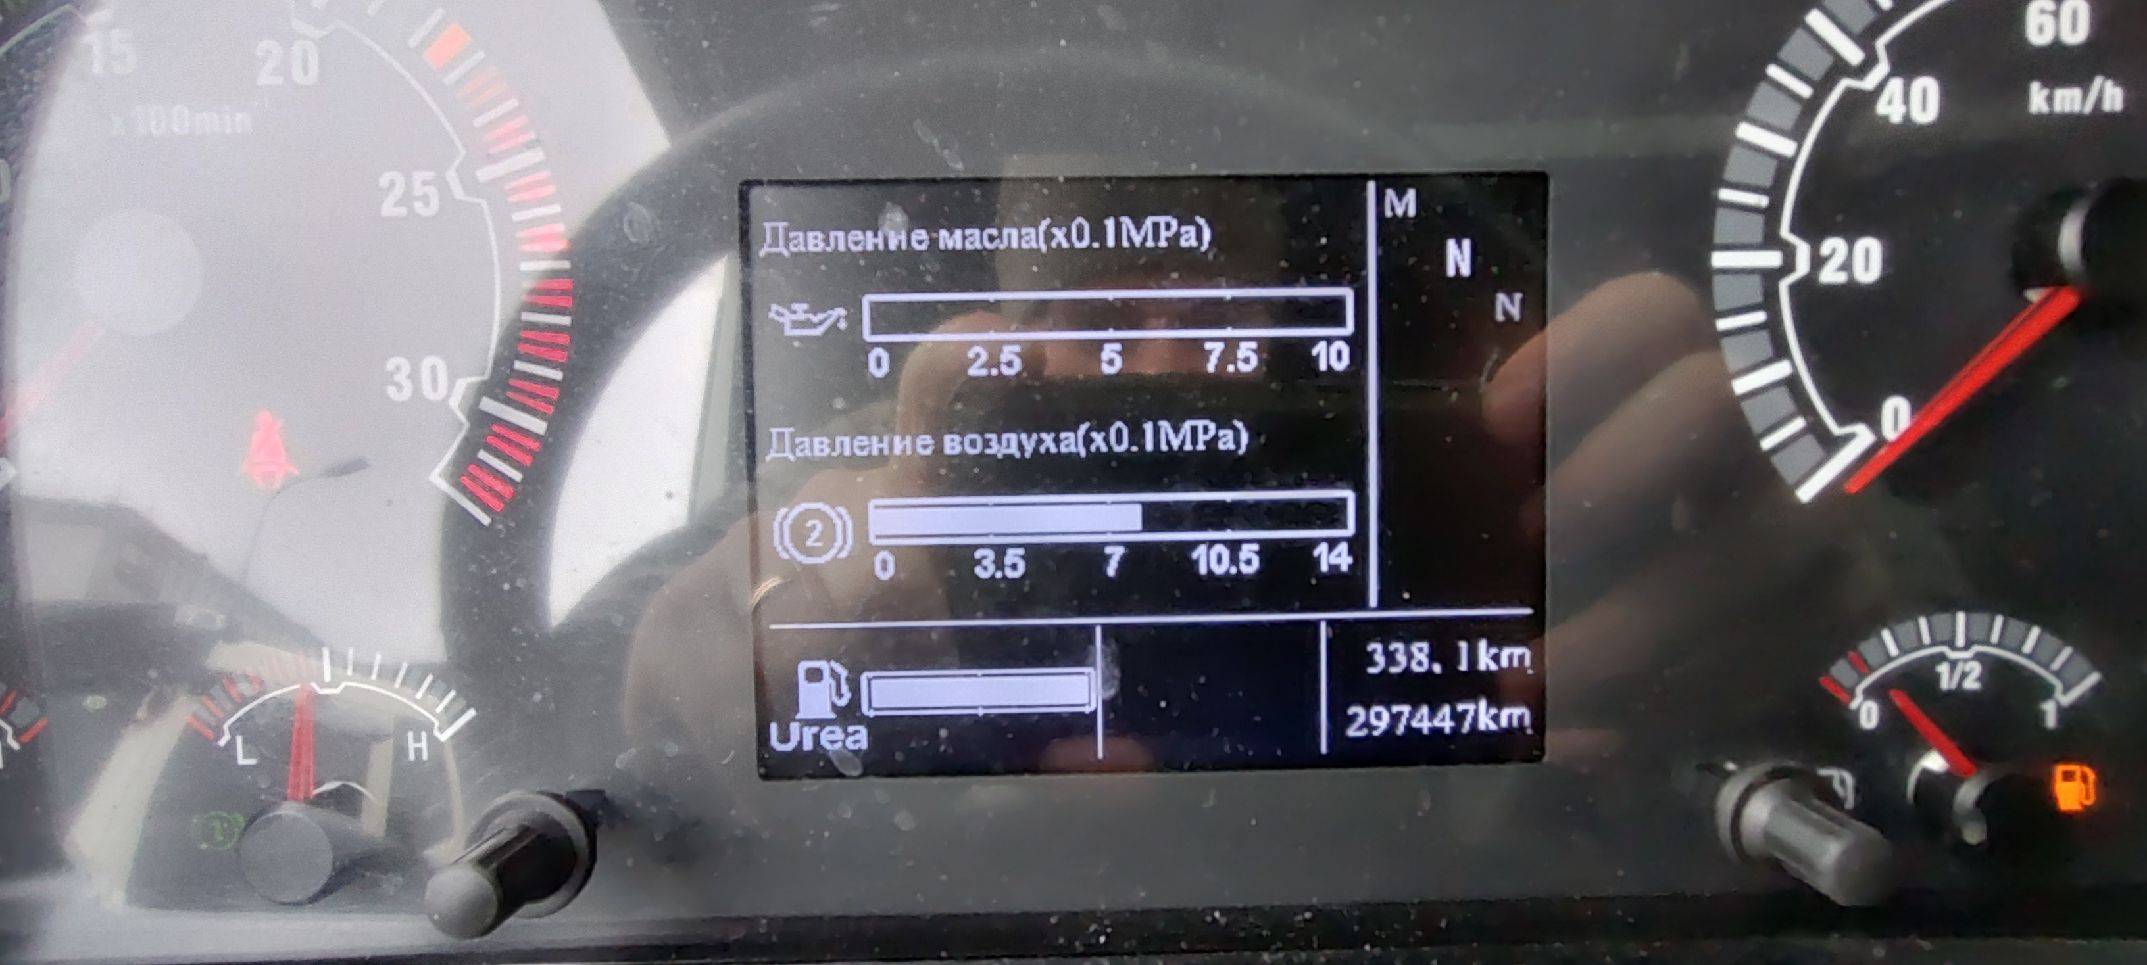 15
20
x100min
25
30
L
H
Давление масла(x0.1MPa)
0 2.5 5 7.5 10
Давление воздуха(x0.1MPa)
2
0 3.5 7 10.5 14
Urea
M
N
N
338.1km
297447km
60
km/h
40
20
0
0 1/2 1